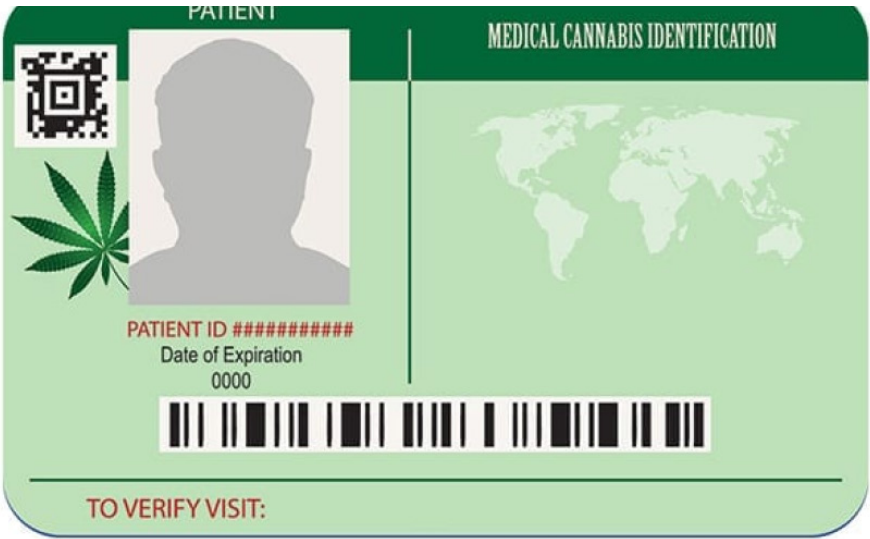 PATIENT
MEDICAL CANNABIS IDENTIFICATION
PATIENT ID ###########
Date of Expiration
0000
TO VERIFY VISIT: